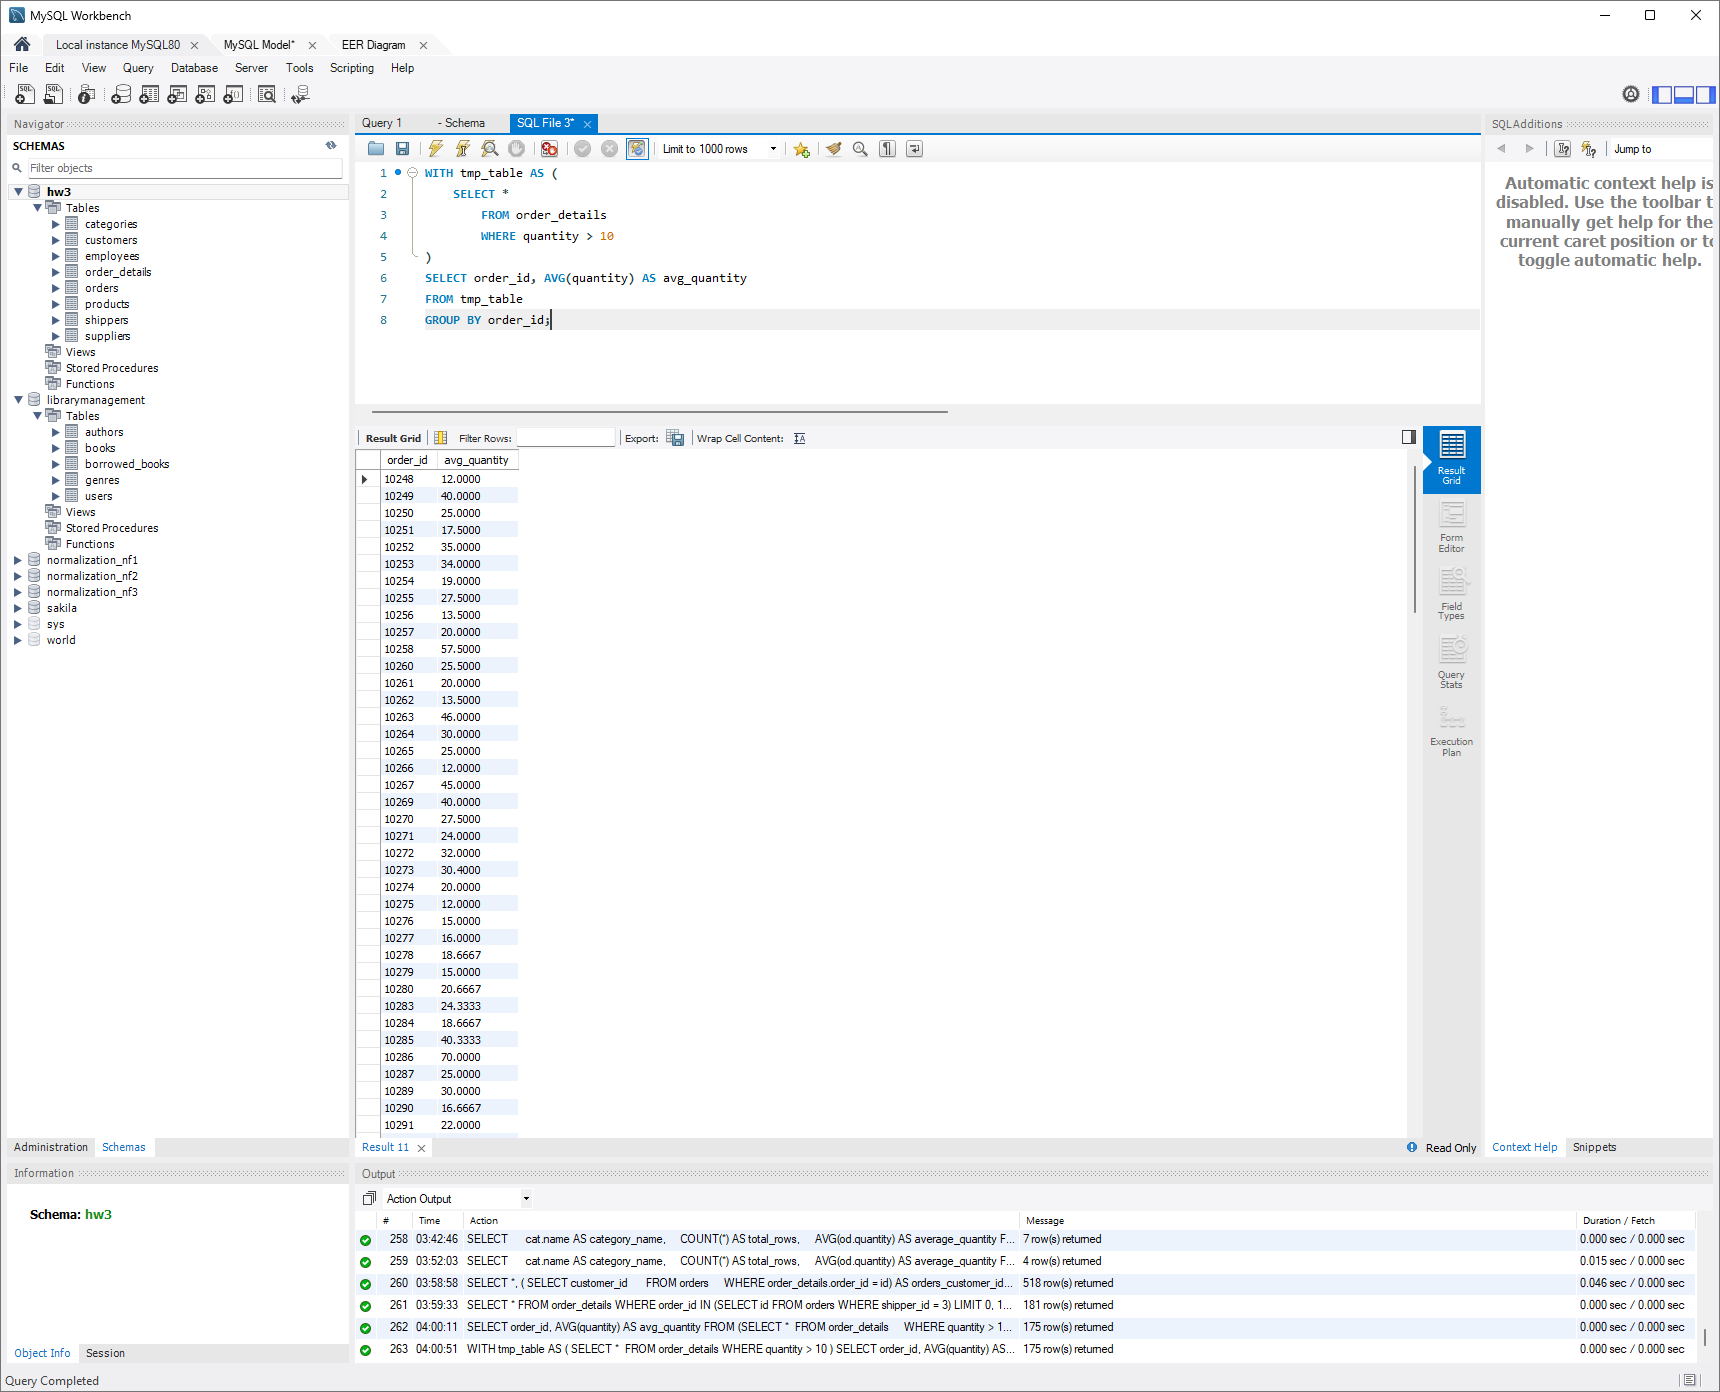 MySQL Workbench
Local instance MySQL80
MySQL Model*
EER Diagram
File Edit View Query Database Server Tools Scripting Help
Navigator
SCHEMAS
Filter objects
hw3
Tables
categories
customers
employees
order_details
orders
products
shippers
suppliers
Views
Stored Procedures
Functions
librarymanagement
Tables
authors
books
borrowed_books
genres
users
Views
Stored Procedures
Functions
normalization_nf1
normalization_nf2
normalization_nf3
sakila
sys
world
Administration Schemas
Information
Schema: hw3
Object Info Session
Query Completed
Query 1 - Schema SQL File 3*
Limit to 1000 rows
1 WITH tmp_table AS (
2 SELECT *
3 FROM order_details
4 WHERE quantity > 10
5 )
6 SELECT order_id, AVG(quantity) AS avg_quantity
7 FROM tmp_table
8 GROUP BY order_id;
Result Grid Filter Rows: Export: Wrap Cell Content:
order_id avg_quantity
10248 12.0000
10249 40.0000
10250 25.0000
10251 17.5000
10252 35.0000
10253 34.0000
10254 19.0000
10255 27.5000
10256 13.5000
10257 20.0000
10258 57.5000
10260 25.5000
10261 20.0000
10262 13.5000
10263 46.0000
10264 30.0000
10265 25.0000
10266 12.0000
10267 45.0000
10269 40.0000
10270 27.5000
10271 24.0000
10272 32.0000
10273 30.4000
10274 20.0000
10275 12.0000
10276 15.0000
10277 16.0000
10278 18.6667
10279 15.0000
10280 20.6667
10283 24.3333
10284 18.6667
10285 40.3333
10286 70.0000
10287 25.0000
10289 30.0000
10290 16.6667
10291 22.0000
Result Grid
Form Editor
Field Types
Query Stats
Execution Plan
Result 11
Read Only
SQLAdditions
Jump to
Automatic context help is
disabled. Use the toolbar t
manually get help for the
current caret position or to
toggle automatic help.
Context Help Snippets
Output
Action Output
# Time Action Message Duration / Fetch
258 03:42:46 SELECT cat.name AS category_name, COUNT(*) AS total_rows, AVG(od.quantity) AS average_quantity F... 7 row(s) returned 0.000 sec / 0.000 sec
259 03:52:03 SELECT cat.name AS category_name, COUNT(*) AS total_rows, AVG(od.quantity) AS average_quantity F... 4 row(s) returned 0.015 sec / 0.000 sec
260 03:58:58 SELECT *, ( SELECT customer_id FROM orders WHERE order_details.order_id = id) AS orders_customer_id... 518 row(s) returned 0.046 sec / 0.000 sec
261 03:59:33 SELECT * FROM order_details WHERE order_id IN (SELECT id FROM orders WHERE shipper_id = 3) LIMIT 0, 1... 181 row(s) returned 0.000 sec / 0.000 sec
262 04:00:11 SELECT order_id, AVG(quantity) AS avg_quantity FROM (SELECT * FROM order_details WHERE quantity > 1... 175 row(s) returned 0.000 sec / 0.000 sec
263 04:00:51 WITH tmp_table AS ( SELECT * FROM order_details WHERE quantity > 10 ) SELECT order_id, AVG(quantity) AS... 175 row(s) returned 0.000 sec / 0.000 sec